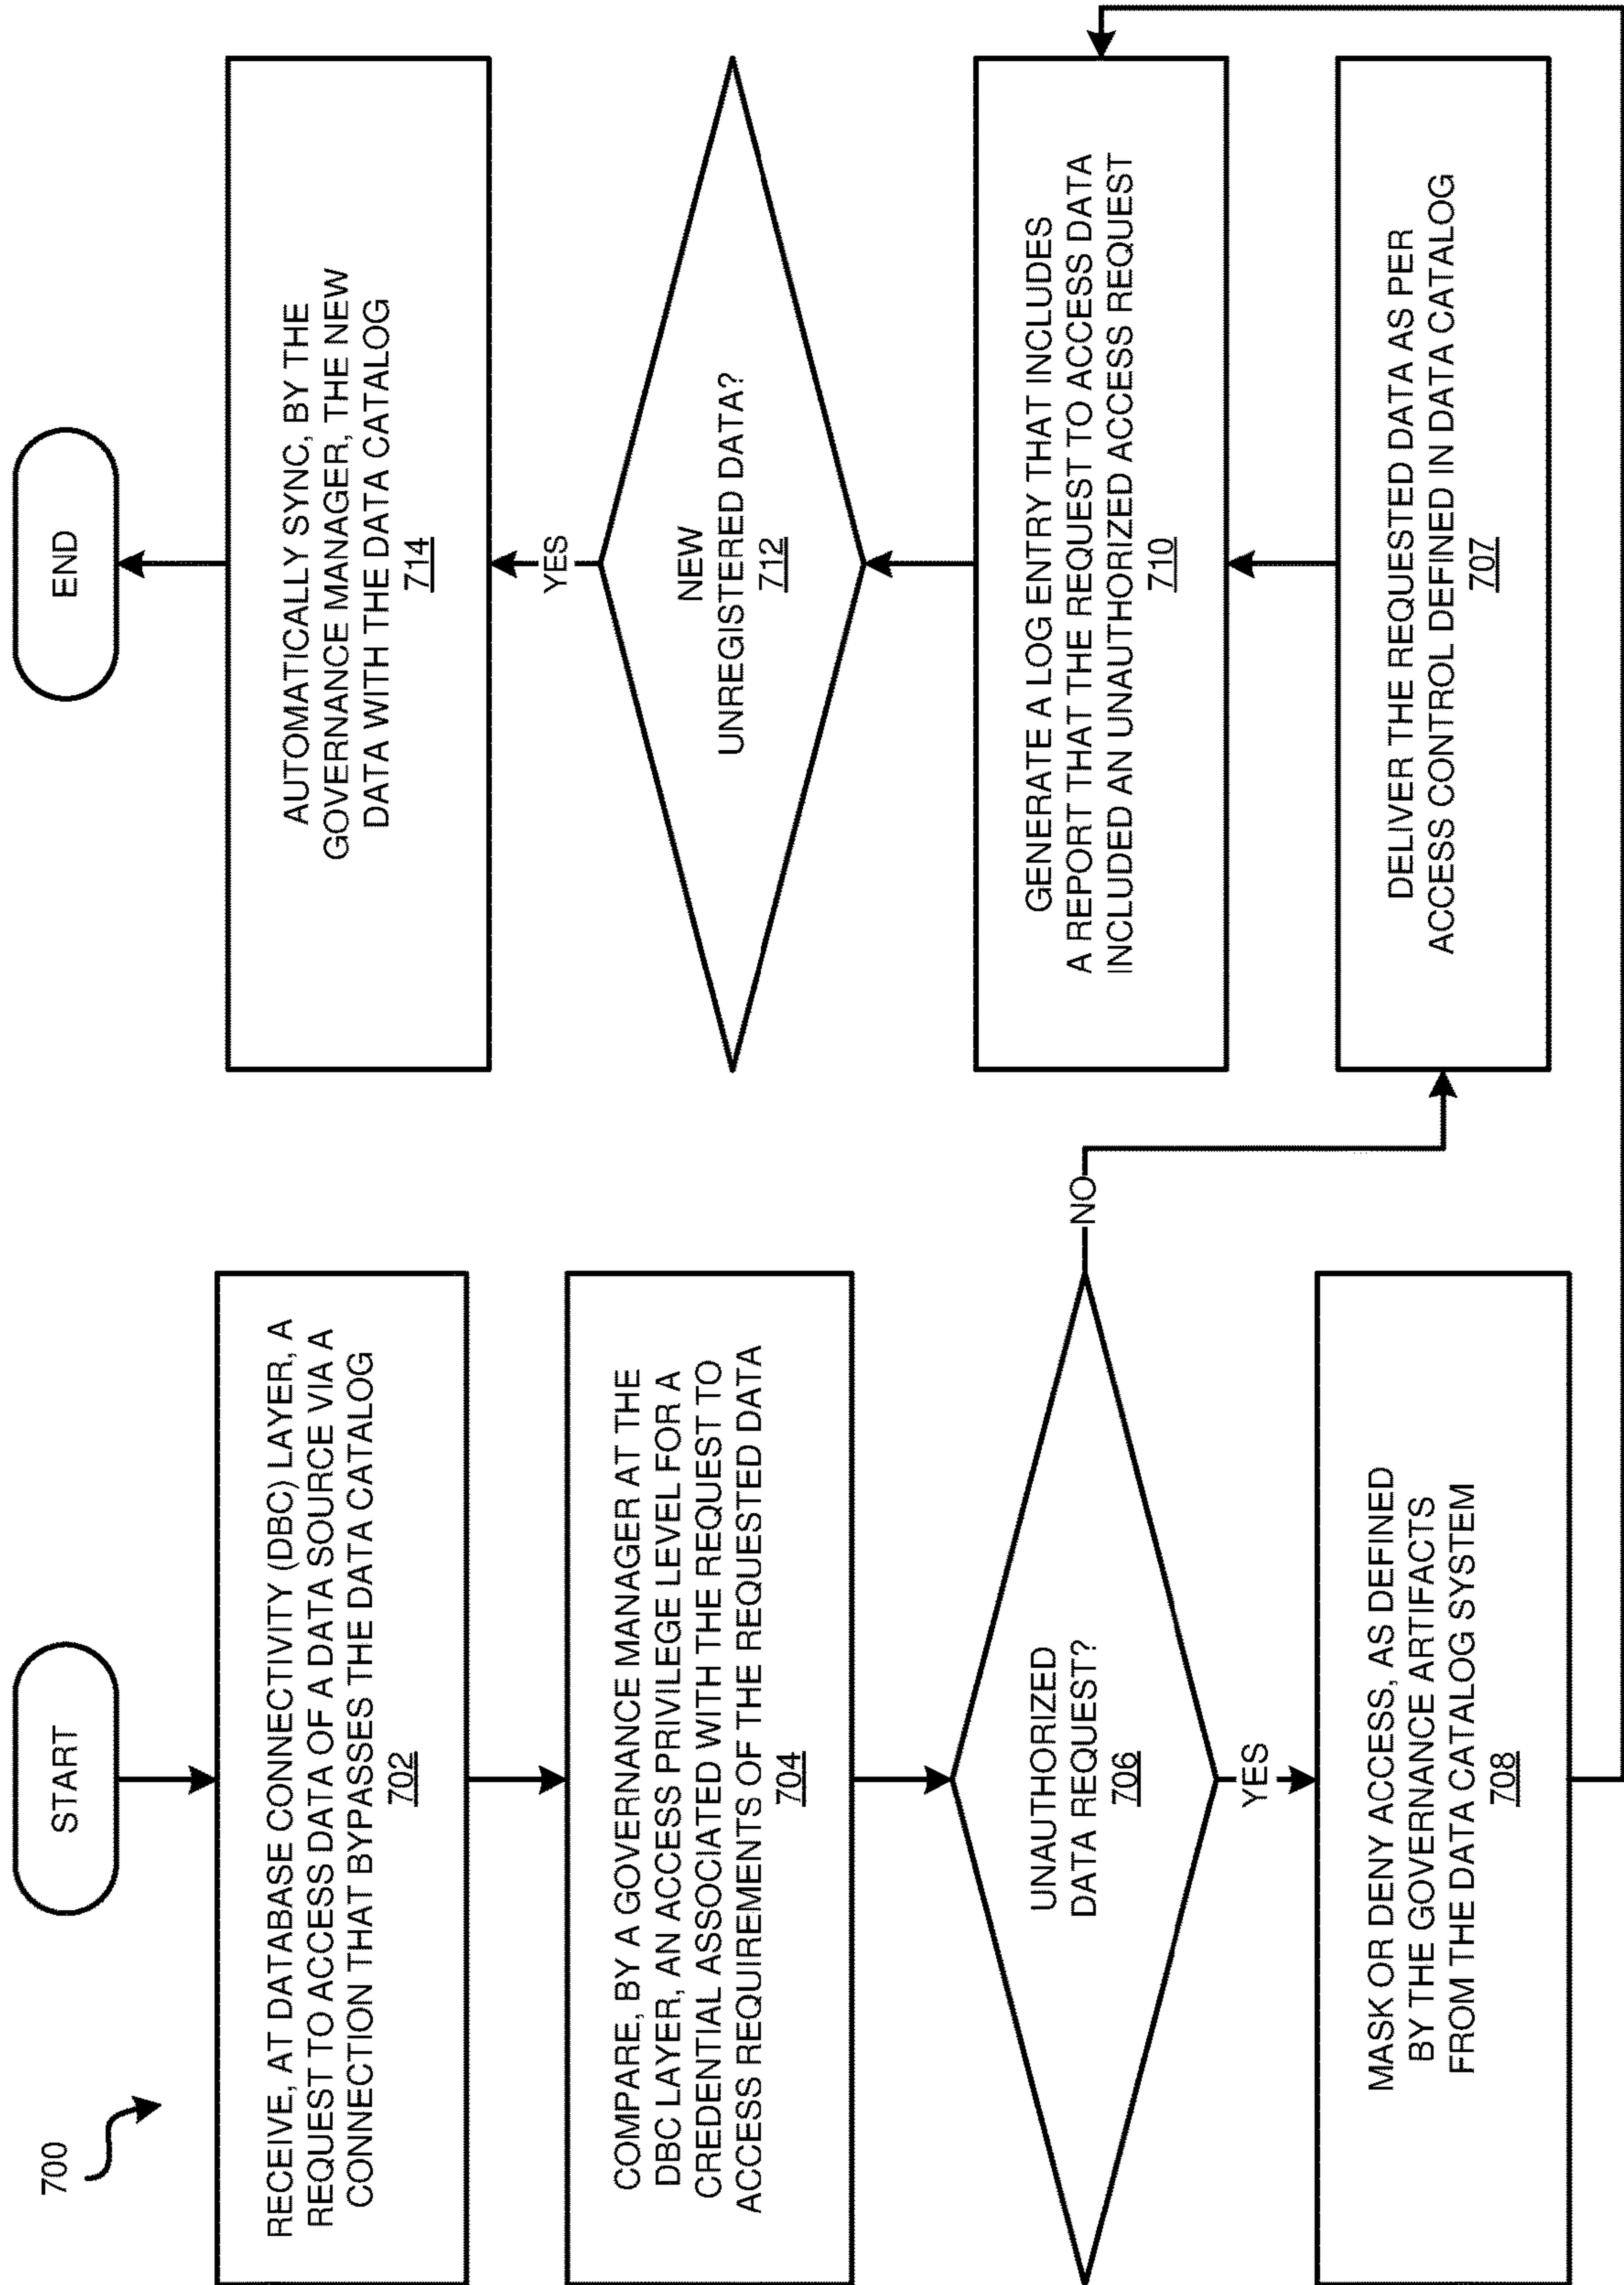 700
START
RECEIVE, AT DATABASE CONNECTIVITY (DBC) LAYER, A
REQUEST TO ACCESS DATA OF A DATA SOURCE VIA A
CONNECTION THAT BYPASSES THE DATA CATALOG
702
COMPARE, BY A GOVERNANCE MANAGER AT THE
DBC LAYER, AN ACCESS PRIVILEGE LEVEL FOR A
CREDENTIAL ASSOCIATED WITH THE REQUEST TO
ACCESS REQUIREMENTS OF THE REQUESTED DATA
704
UNAUTHORIZED
DATA REQUEST?
706
NO
YES
MASK OR DENY ACCESS, AS DEFINED
BY THE GOVERNANCE ARTIFACTS
FROM THE DATA CATALOG SYSTEM
708
DELIVER THE REQUESTED DATA AS PER
ACCESS CONTROL DEFINED IN DATA CATALOG
707
GENERATE A LOG ENTRY THAT INCLUDES
A REPORT THAT THE REQUEST TO ACCESS DATA
INCLUDED AN UNAUTHORIZED ACCESS REQUEST
710
NEW
UNREGISTERED DATA?
712
YES
AUTOMATICALLY SYNC, BY THE
GOVERNANCE MANAGER, THE NEW
DATA WITH THE DATA CATALOG
714
END